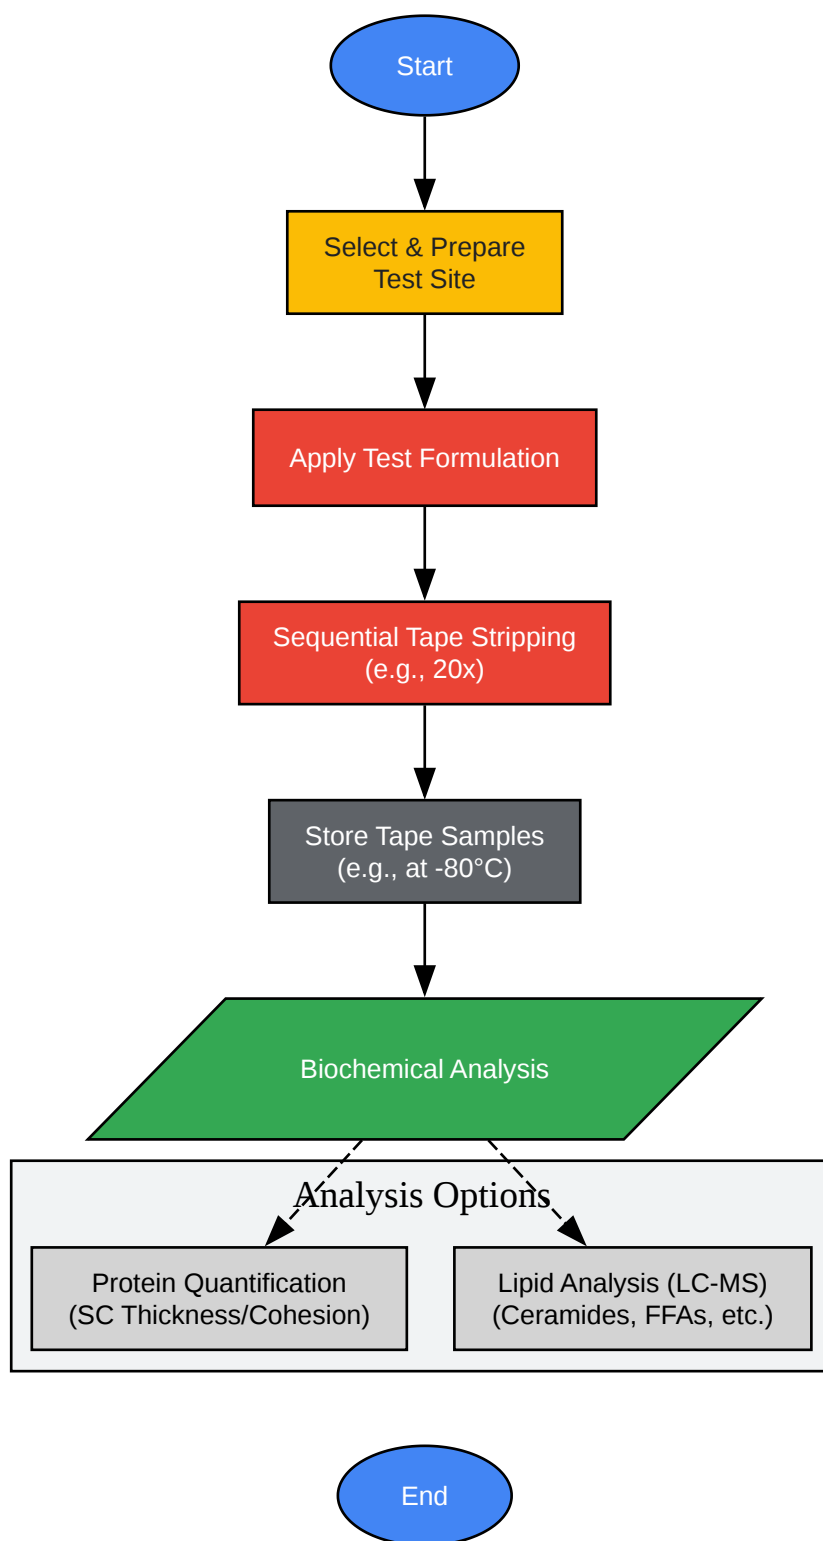 Start
Select & Prepare
Test Site
Apply Test Formulation
Sequential Tape Stripping
(e.g., 20x)
Store Tape Samples
(e.g., at -80°C)
Biochemical Analysis
Analysis Options
Protein Quantification
(SC Thickness/Cohesion)
Lipid Analysis (LC-MS)
(Ceramides, FFAs, etc.)
End